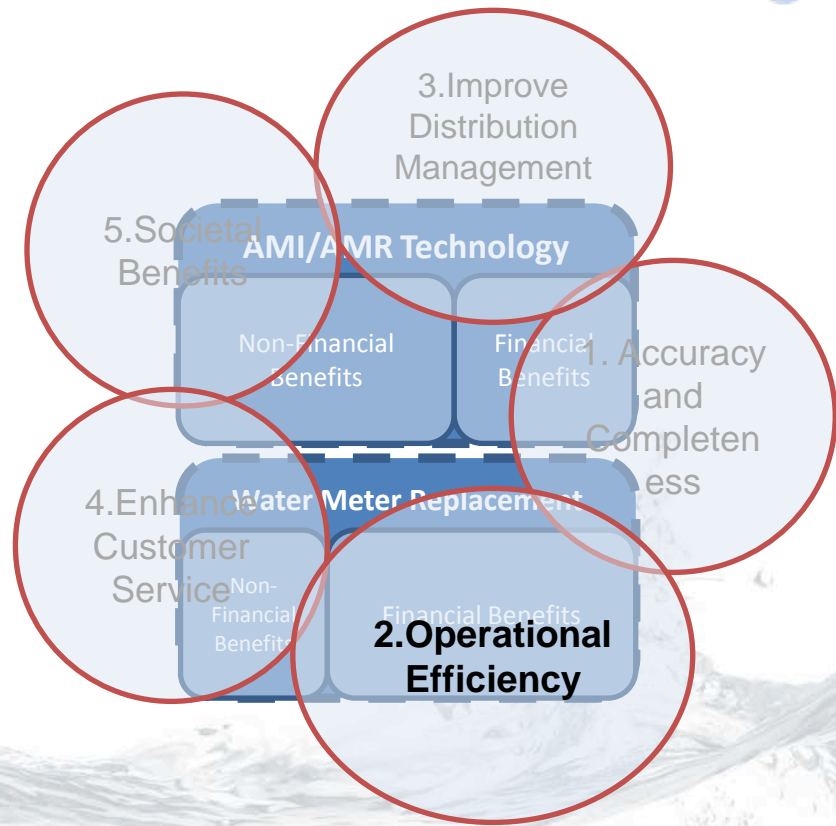 3.Improve
Distribution
Management
5.Societal
Benefits
AMI/AMR Technology
Non-Financial
Benefits
Financial
Benefits
1. Accuracy
and
Completen
ess
4.Enhance
Customer
Service
Water Meter Replacement
Non-
Financial
Benefits
Financial Benefits
2.Operational
Efficiency